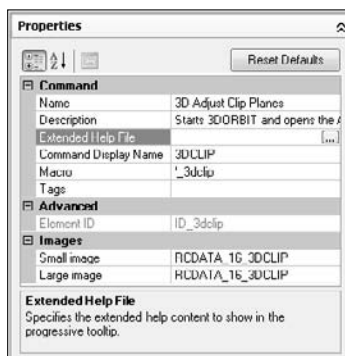 Properties
Reset Defaults
Command
Name 3D Adjust Clip Planes
Description Starts 3DORBIT and opens the A
Extended Help File [...]
Command Display Name 3DCLIP
Macro '_3dclip
Tags
Advanced
Element ID ID_3dclip
Images
Small image RCDATA_16_3DCLIP
Large image RCDATA_16_3DCLIP
Extended Help File
Specifies the extended help content to show in the
progressive tooltip.